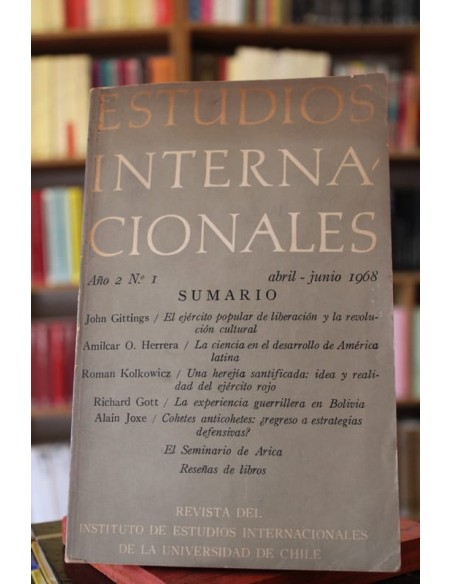 ESTUDIOS
INTERNA-
CIONALES
Año 2 N.º 1 abril - junio 1968
SUMARIO
John Gittings / El ejército popular de liberación y la revolu-
ción cultural
Amilcar O. Herrera / La ciencia en el desarrollo de América
latina
Roman Kolkowicz / Una herejía santificada: idea y reali-
dad del ejército rojo
Richard Gott / La experiencia guerrillera en Bolivia
Alain Joxe / Cohetes anticohetes: ¿regreso a estrategias
defensivas?
El Seminario de Arica
Reseñas de libros
REVISTA DEL
INSTITUTO DE ESTUDIOS INTERNACIONALES
DE LA UNIVERSIDAD DE CHILE